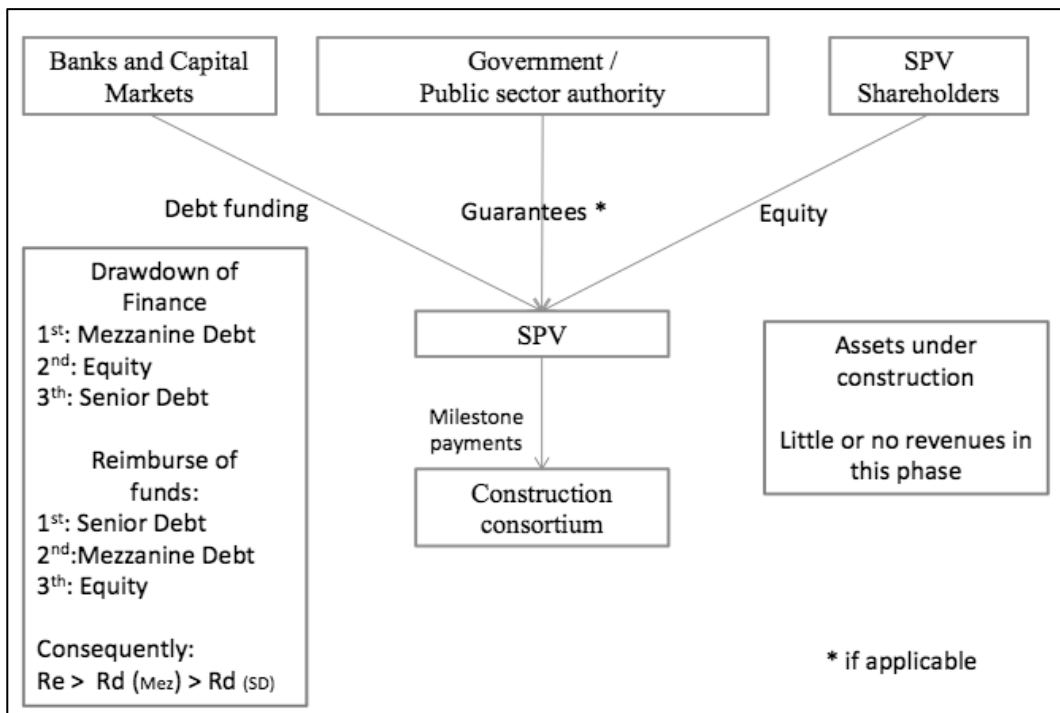 Banks and Capital
Markets
Government /
Public sector authority
SPV
Shareholders
Debt funding
Guarantees *
Equity
Drawdown of
Finance
1st: Mezzanine Debt
2nd: Equity
3th: Senior Debt
Reimburse of
funds:
1st: Senior Debt
2nd:Mezzanine Debt
3th: Equity
Consequently:
Re > Rd (Mez) > Rd (SD)
SPV
Milestone
payments
Construction
consortium
Assets under
construction
Little or no revenues in
this phase
* if applicable